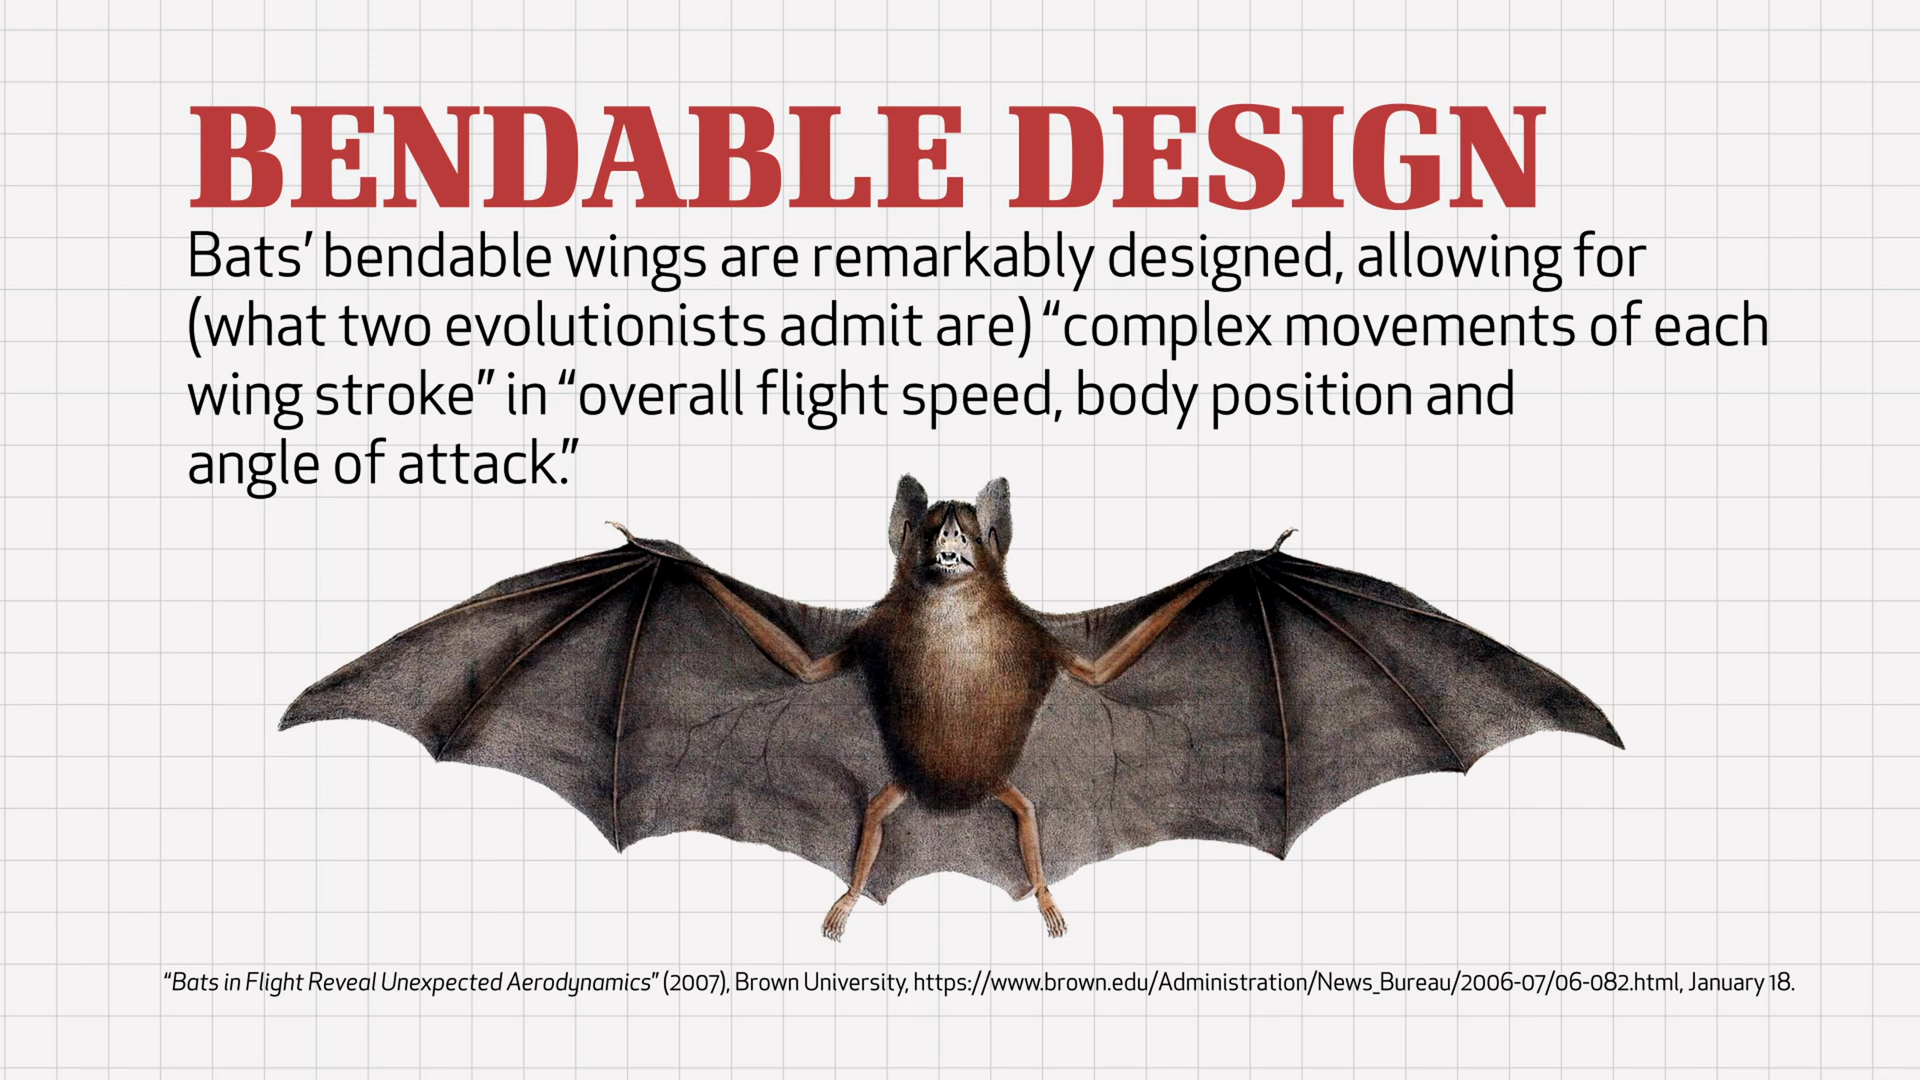 BENDABLE DESIGN
Bats’ bendable wings are remarkably designed, allowing for
(what two evolutionists admit are) “complex movements of each
wing stroke” in “overall flight speed, body position and
angle of attack.”
“Bats in Flight Reveal Unexpected Aerodynamics” (2007), Brown University, https://www.brown.edu/Administration/News_Bureau/2006-07/06-082.html, January 18.